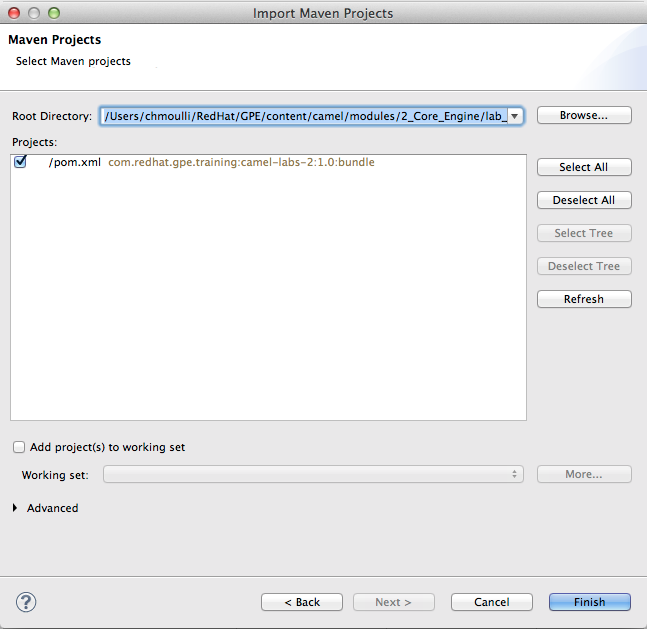 Import Maven Projects
Maven Projects
Select Maven projects
Root Directory: /Users/chmoulli/RedHat/GPE/content/camel/modules/2_Core_Engine/lab_ Browse...
Projects:
/pom.xml com.redhat.gpe.training:camel-labs-2:1.0:bundle
Select All
Deselect All
Select Tree
Deselect Tree
Refresh
Add project(s) to working set
Working set: More...
Advanced
? < Back Next > Cancel Finish